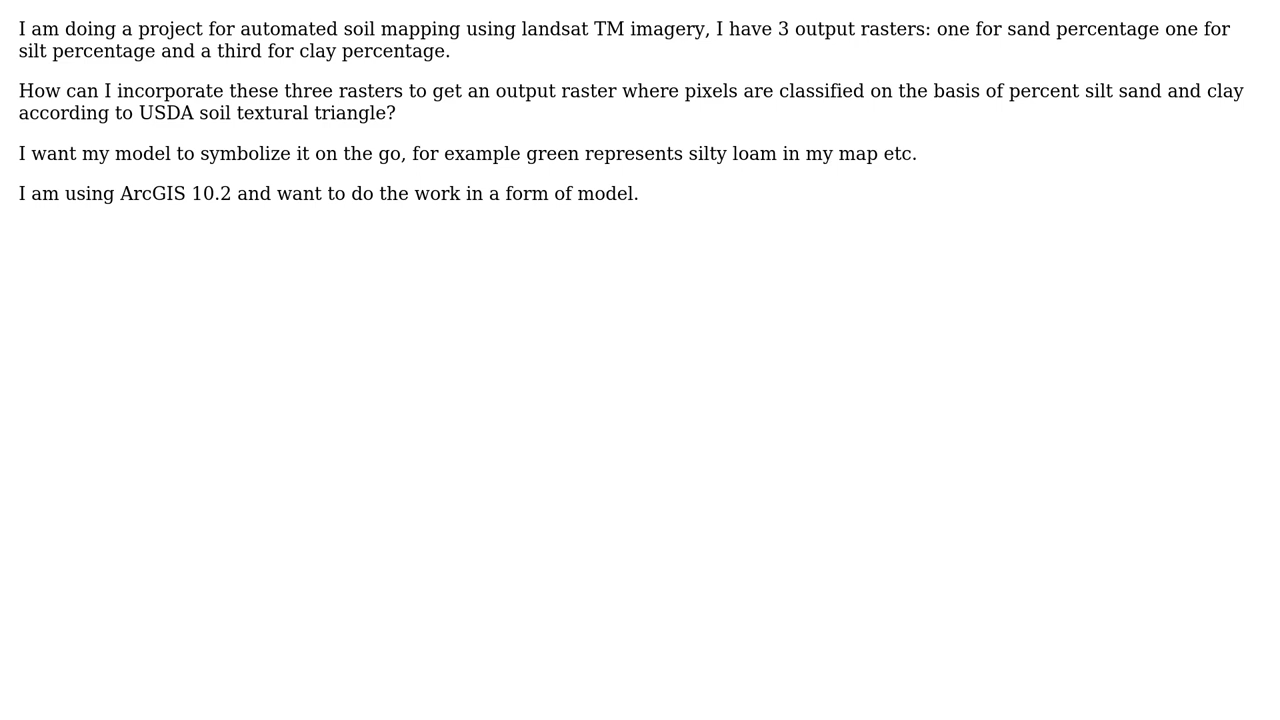 I am doing a project for automated soil mapping using landsat TM imagery, I have 3 output rasters: one for sand percentage one for
silt percentage and a third for clay percentage.
How can I incorporate these three rasters to get an output raster where pixels are classified on the basis of percent silt sand and clay
according to USDA soil textural triangle?
I want my model to symbolize it on the go, for example green represents silty loam in my map etc.
I am using ArcGIS 10.2 and want to do the work in a form of model.